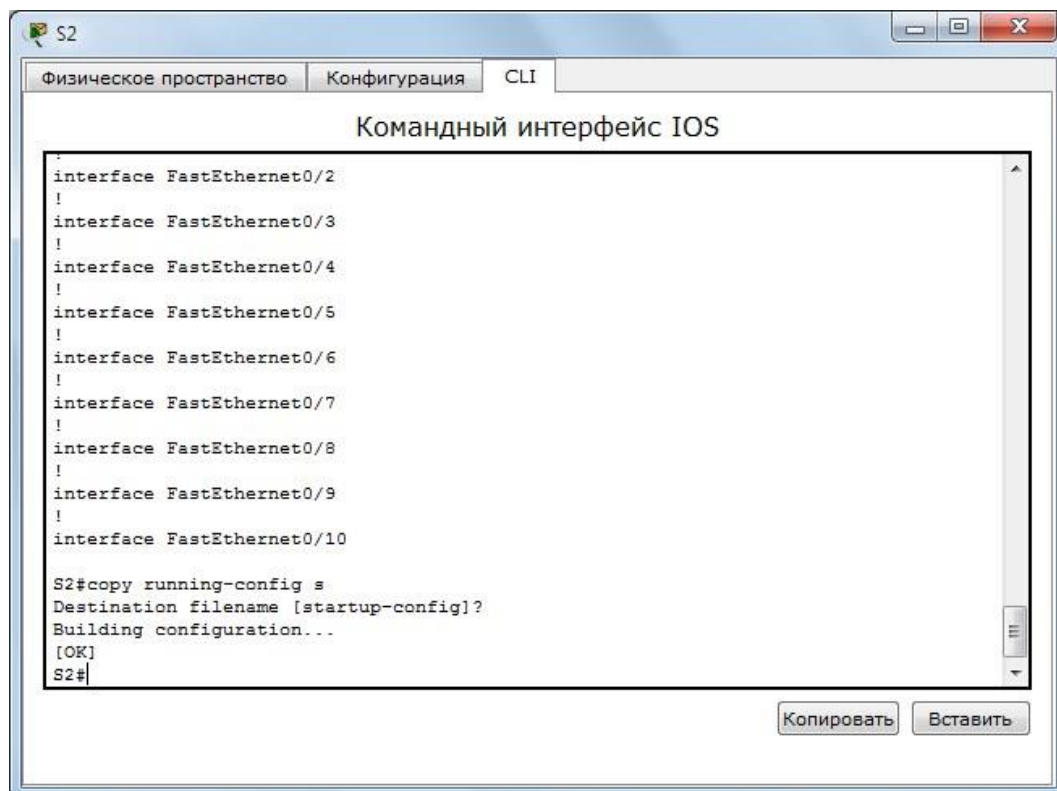 S2
Физическое пространство Конфигурация CLI
Командный интерфейс IOS
!
interface FastEthernet0/2
!
interface FastEthernet0/3
!
interface FastEthernet0/4
!
interface FastEthernet0/5
!
interface FastEthernet0/6
!
interface FastEthernet0/7
!
interface FastEthernet0/8
!
interface FastEthernet0/9
!
interface FastEthernet0/10
S2#copy running-config s
Destination filename [startup-config]?
Building configuration...
[OK]
S2#
Копировать Вставить